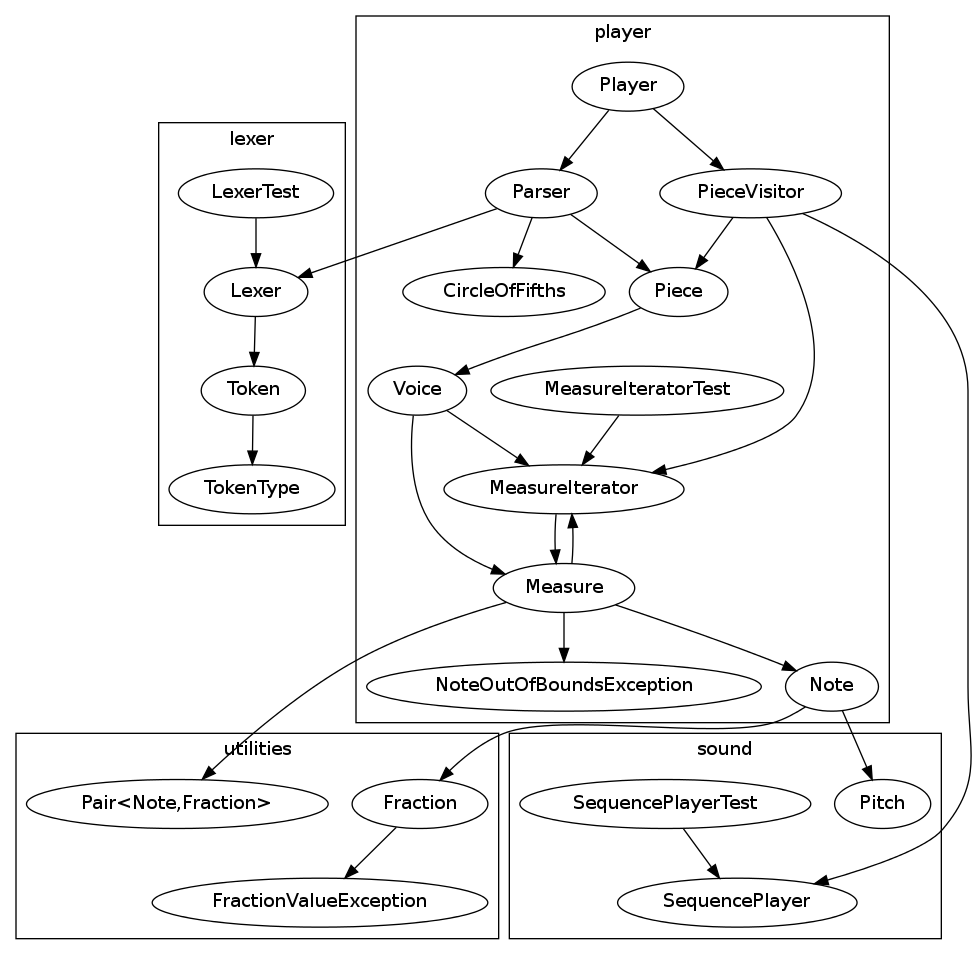 player
Player
lexer
LexerTest
Parser
PieceVisitor
Lexer
CircleOfFifths
Piece
Token
Voice
MeasureIteratorTest
TokenType
MeasureIterator
Measure
NoteOutOfBoundsException
Note
utilities
sound
Pair<Note,Fraction>
Fraction
SequencePlayerTest
Pitch
FractionValueException
SequencePlayer